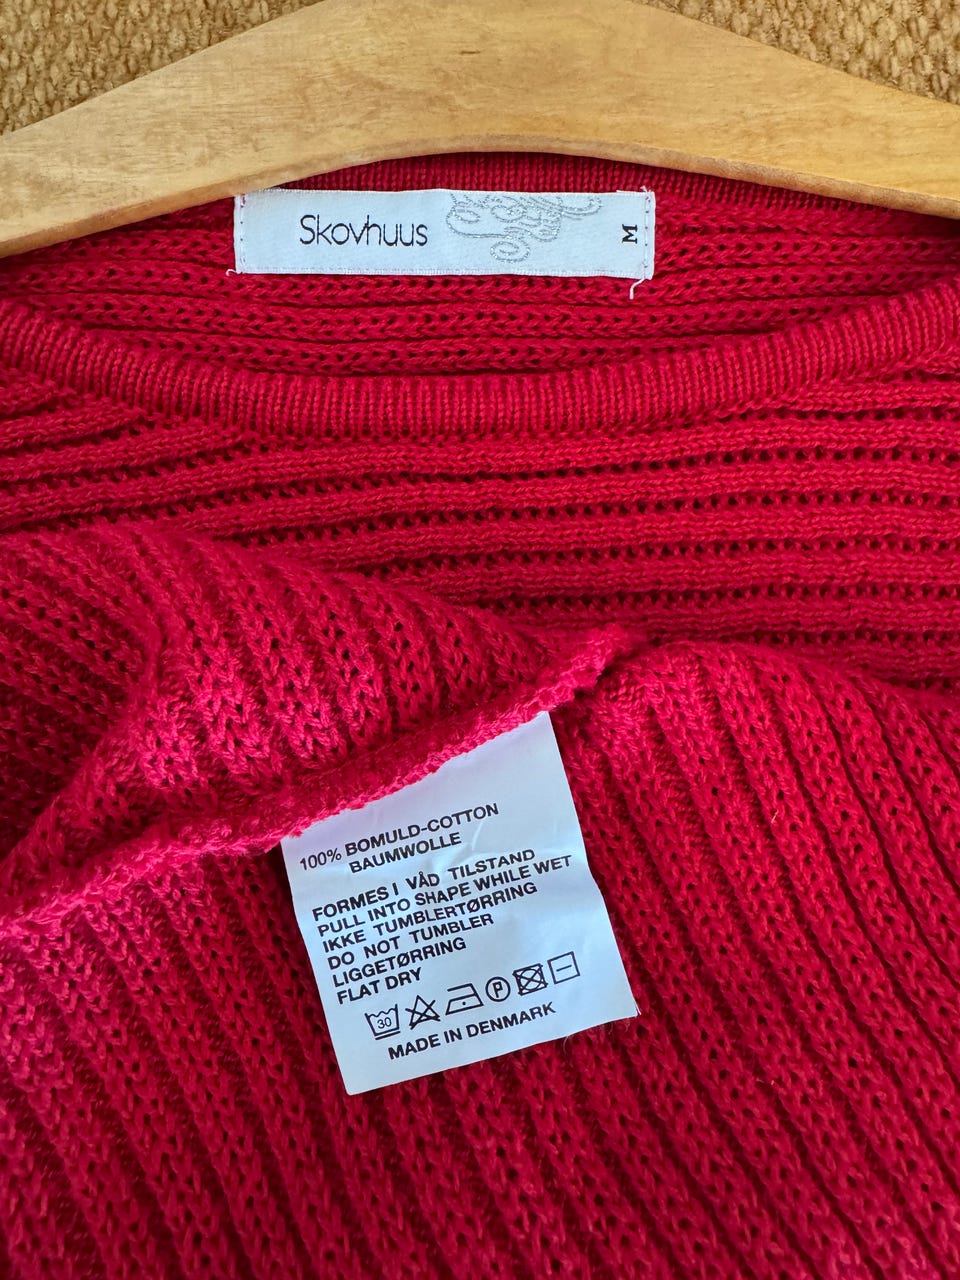 Skovhuus
M
100% BOMULD-COTTON
BAUMWOLLE
FORMES I VÅD TILSTAND
PULL INTO SHAPE WHILE WET
IKKE TUMBLERTØRRING
DO NOT TUMBLER
LIGGETØRRING
FLAT DRY
30 P
MADE IN DENMARK